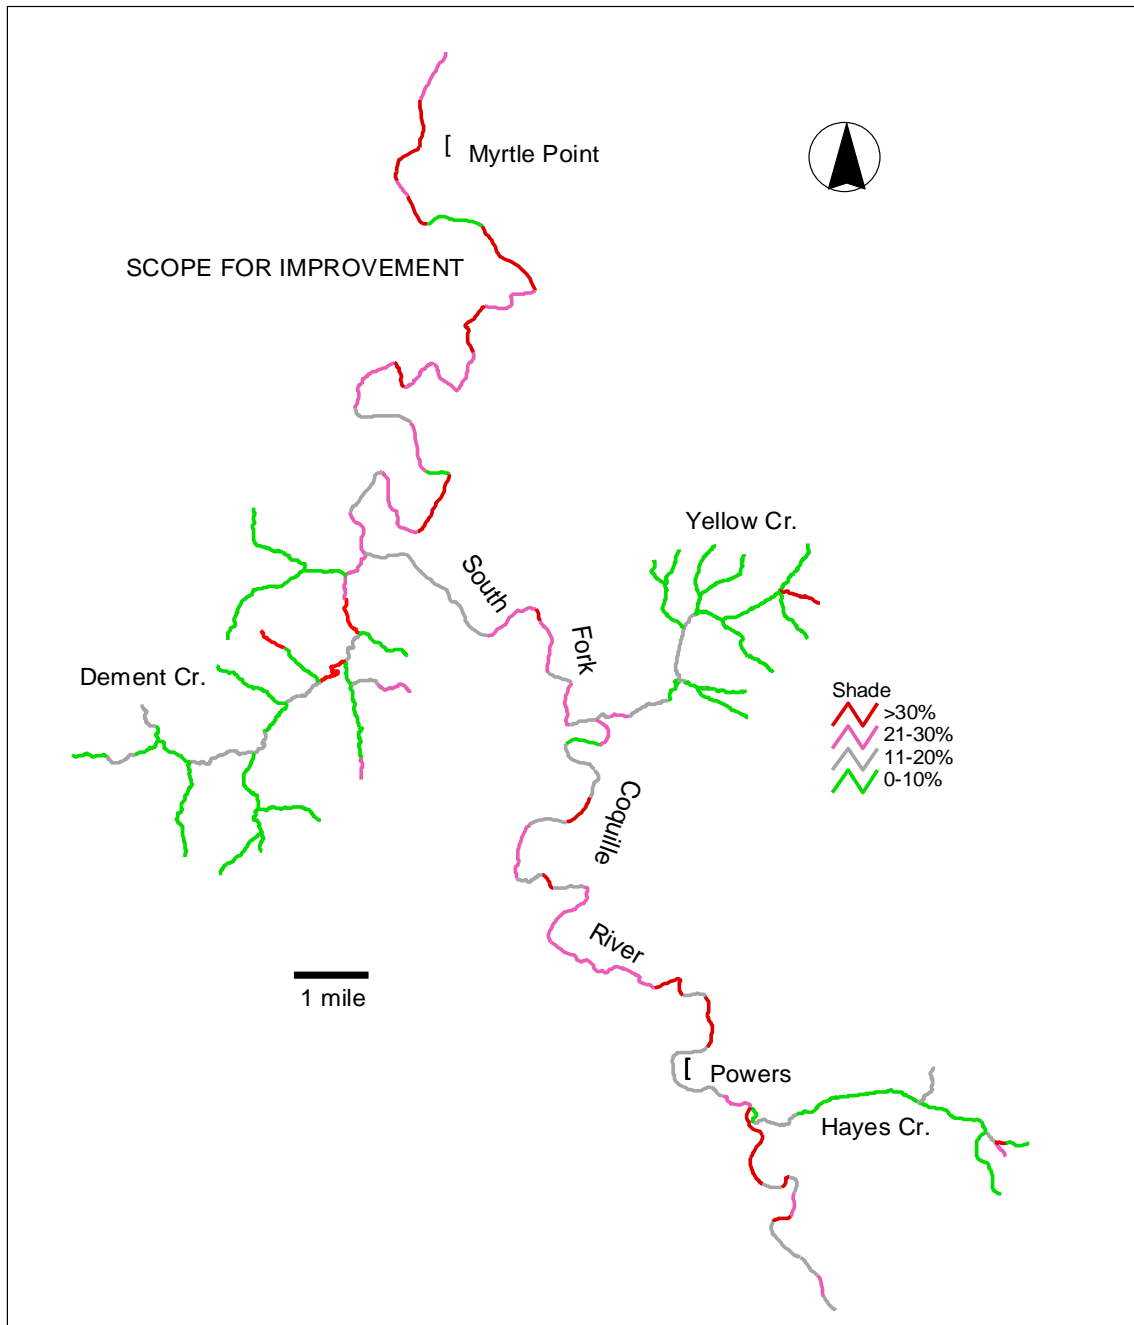 [ Myrtle Point
SCOPE FOR IMPROVEMENT
Yellow Cr.
South
Fork
Dement Cr.
Shade
>30%
21-30%
11-20%
0-10%
Coquille
River
1 mile
[ Powers
Hayes Cr.